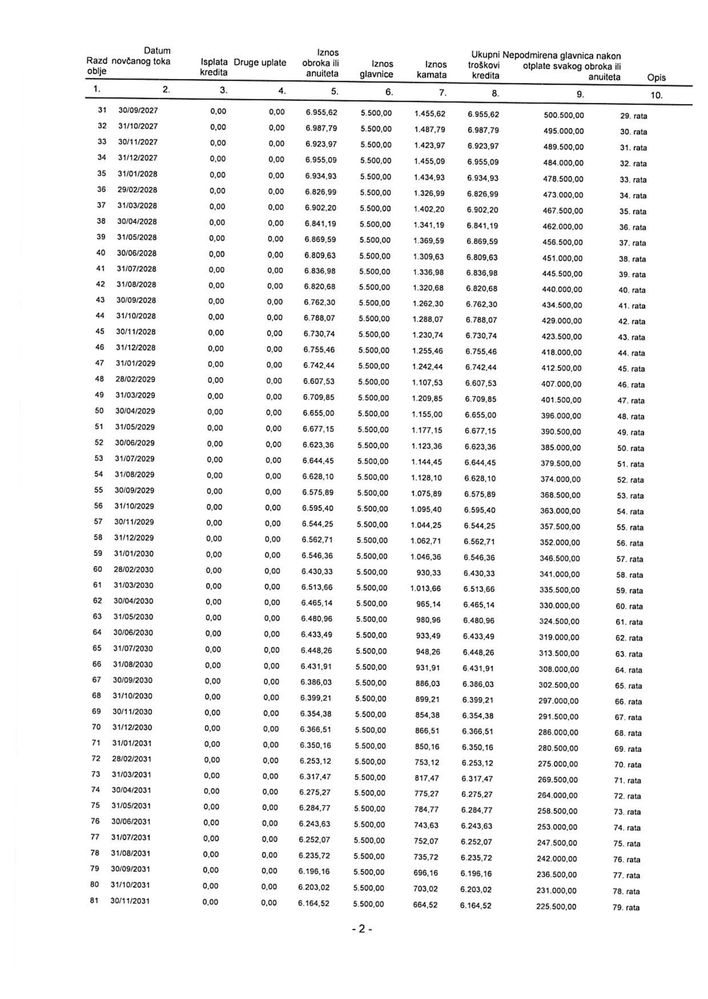 Razdoblje Datum novčanog toka Isplata kredita Druge uplate Iznos obroka ili anuiteta Iznos glavnice Iznos kamata Ukupni troškovi kredita Nepodmirena glavnica nakon otplate svakog obroka ili anuiteta Opis
1. 2. 3. 4. 5. 6. 7. 8. 9. 10.
31 30/09/2027 0,00 0,00 6.955,62 5.500,00 1.455,62 6.955,62 500.500,00 29. rata
32 31/10/2027 0,00 0,00 6.987,79 5.500,00 1.487,79 6.987,79 495.000,00 30. rata
33 30/11/2027 0,00 0,00 6.923,97 5.500,00 1.423,97 6.923,97 489.500,00 31. rata
34 31/12/2027 0,00 0,00 6.955,09 5.500,00 1.455,09 6.955,09 484.000,00 32. rata
35 31/01/2028 0,00 0,00 6.934,93 5.500,00 1.434,93 6.934,93 478.500,00 33. rata
36 29/02/2028 0,00 0,00 6.826,99 5.500,00 1.326,99 6.826,99 473.000,00 34. rata
37 31/03/2028 0,00 0,00 6.902,20 5.500,00 1.402,20 6.902,20 467.500,00 35. rata
38 30/04/2028 0,00 0,00 6.841,19 5.500,00 1.341,19 6.841,19 462.000,00 36. rata
39 31/05/2028 0,00 0,00 6.869,59 5.500,00 1.369,59 6.869,59 456.500,00 37. rata
40 30/06/2028 0,00 0,00 6.809,63 5.500,00 1.309,63 6.809,63 451.000,00 38. rata
41 31/07/2028 0,00 0,00 6.836,98 5.500,00 1.336,98 6.836,98 445.500,00 39. rata
42 31/08/2028 0,00 0,00 6.820,68 5.500,00 1.320,68 6.820,68 440.000,00 40. rata
43 30/09/2028 0,00 0,00 6.762,30 5.500,00 1.262,30 6.762,30 434.500,00 41. rata
44 31/10/2028 0,00 0,00 6.788,07 5.500,00 1.288,07 6.788,07 429.000,00 42. rata
45 30/11/2028 0,00 0,00 6.730,74 5.500,00 1.230,74 6.730,74 423.500,00 43. rata
46 31/12/2028 0,00 0,00 6.755,46 5.500,00 1.255,46 6.755,46 418.000,00 44. rata
47 31/01/2029 0,00 0,00 6.742,44 5.500,00 1.242,44 6.742,44 412.500,00 45. rata
48 28/02/2029 0,00 0,00 6.607,53 5.500,00 1.107,53 6.607,53 407.000,00 46. rata
49 31/03/2029 0,00 0,00 6.709,85 5.500,00 1.209,85 6.709,85 401.500,00 47. rata
50 30/04/2029 0,00 0,00 6.655,00 5.500,00 1.155,00 6.655,00 396.000,00 48. rata
51 31/05/2029 0,00 0,00 6.677,15 5.500,00 1.177,15 6.677,15 390.500,00 49. rata
52 30/06/2029 0,00 0,00 6.623,36 5.500,00 1.123,36 6.623,36 385.000,00 50. rata
53 31/07/2029 0,00 0,00 6.644,45 5.500,00 1.144,45 6.644,45 379.500,00 51. rata
54 31/08/2029 0,00 0,00 6.628,10 5.500,00 1.128,10 6.628,10 374.000,00 52. rata
55 30/09/2029 0,00 0,00 6.575,89 5.500,00 1.075,89 6.575,89 368.500,00 53. rata
56 31/10/2029 0,00 0,00 6.595,40 5.500,00 1.095,40 6.595,40 363.000,00 54. rata
57 30/11/2029 0,00 0,00 6.544,25 5.500,00 1.044,25 6.544,25 357.500,00 55. rata
58 31/12/2029 0,00 0,00 6.562,71 5.500,00 1.062,71 6.562,71 352.000,00 56. rata
59 31/01/2030 0,00 0,00 6.546,36 5.500,00 1.046,36 6.546,36 346.500,00 57. rata
60 28/02/2030 0,00 0,00 6.430,33 5.500,00 930,33 6.430,33 341.000,00 58. rata
61 31/03/2030 0,00 0,00 6.513,66 5.500,00 1.013,66 6.513,66 335.500,00 59. rata
62 30/04/2030 0,00 0,00 6.465,14 5.500,00 965,14 6.465,14 330.000,00 60. rata
63 31/05/2030 0,00 0,00 6.480,96 5.500,00 980,96 6.480,96 324.500,00 61. rata
64 30/06/2030 0,00 0,00 6.433,49 5.500,00 933,49 6.433,49 319.000,00 62. rata
65 31/07/2030 0,00 0,00 6.448,26 5.500,00 948,26 6.448,26 313.500,00 63. rata
66 31/08/2030 0,00 0,00 6.431,91 5.500,00 931,91 6.431,91 308.000,00 64. rata
67 30/09/2030 0,00 0,00 6.386,03 5.500,00 886,03 6.386,03 302.500,00 65. rata
68 31/10/2030 0,00 0,00 6.399,21 5.500,00 899,21 6.399,21 297.000,00 66. rata
69 30/11/2030 0,00 0,00 6.354,38 5.500,00 854,38 6.354,38 291.500,00 67. rata
70 31/12/2030 0,00 0,00 6.366,51 5.500,00 866,51 6.366,51 286.000,00 68. rata
71 31/01/2031 0,00 0,00 6.350,16 5.500,00 850,16 6.350,16 280.500,00 69. rata
72 28/02/2031 0,00 0,00 6.253,12 5.500,00 753,12 6.253,12 275.000,00 70. rata
73 31/03/2031 0,00 0,00 6.317,47 5.500,00 817,47 6.317,47 269.500,00 71. rata
74 30/04/2031 0,00 0,00 6.275,27 5.500,00 775,27 6.275,27 264.000,00 72. rata
75 31/05/2031 0,00 0,00 6.284,77 5.500,00 784,77 6.284,77 258.500,00 73. rata
76 30/06/2031 0,00 0,00 6.243,63 5.500,00 743,63 6.243,63 253.000,00 74. rata
77 31/07/2031 0,00 0,00 6.252,07 5.500,00 752,07 6.252,07 247.500,00 75. rata
78 31/08/2031 0,00 0,00 6.235,72 5.500,00 735,72 6.235,72 242.000,00 76. rata
79 30/09/2031 0,00 0,00 6.196,16 5.500,00 696,16 6.196,16 236.500,00 77. rata
80 31/10/2031 0,00 0,00 6.203,02 5.500,00 703,02 6.203,02 231.000,00 78. rata
81 30/11/2031 0,00 0,00 6.164,52 5.500,00 664,52 6.164,52 225.500,00 79. rata
- 2 -